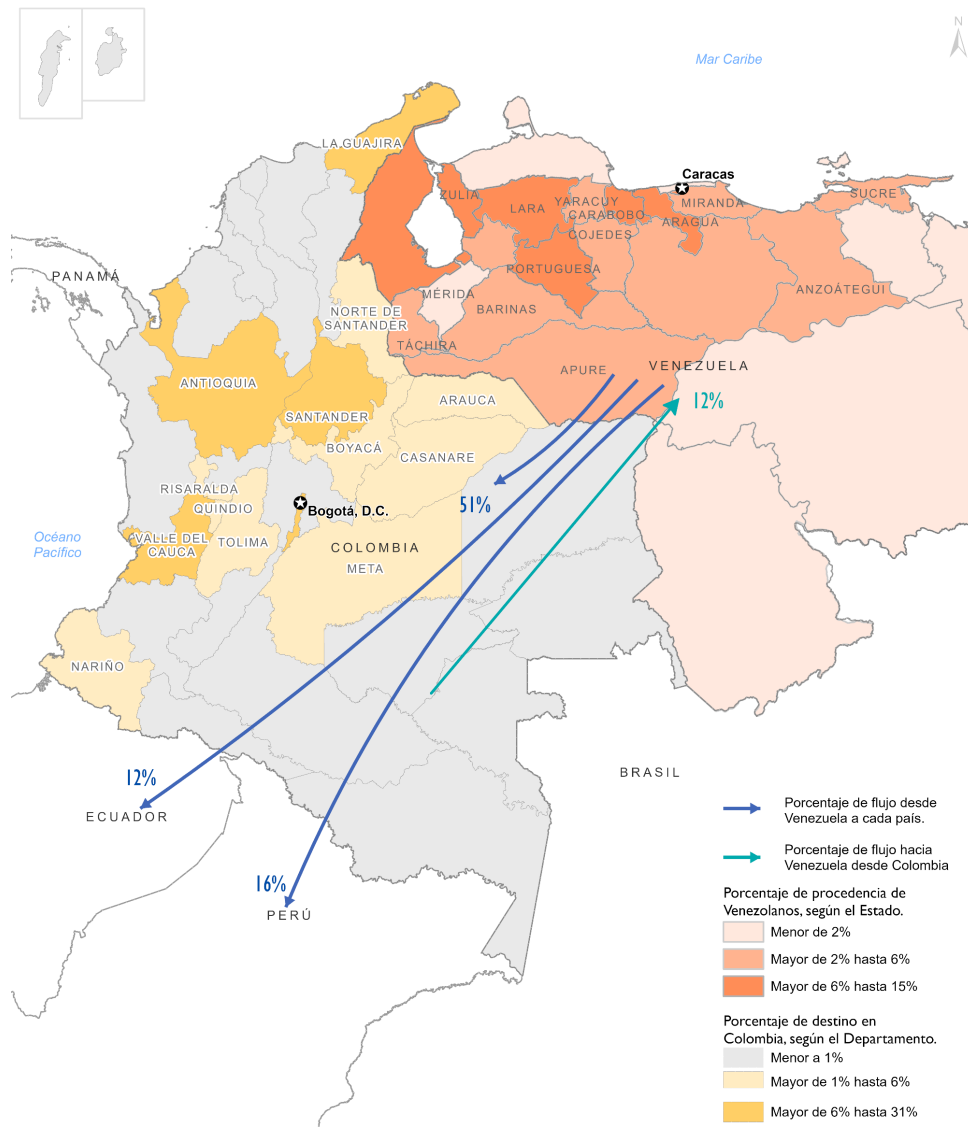 N
Mar Caribe
LA GUAJIRA
Caracas
ZULIA
SUCRE
YARACUY
MIRANDA
LARA
CARABOBO
ARAGUA
COJEDES
PANAMÁ
PORTUGUESA
MÉRIDA
ANZOÁTEGUI
BARINAS
NORTE DE
SANTANDER
TÁCHIRA
VENEZUELA
APURE
ANTIOQUIA
ARAUCA
12%
SANTANDER
BOYACÁ
CASANARE
RISARALDA
51%
QUINDIO
Bogotá, D.C.
Océano
Pacífico
VALLE DEL
CAUCA
TOLIMA
COLOMBIA
META
NARIÑO
12%
BRASIL
ECUADOR
16%
PERÚ
Porcentaje de flujo desde
Venezuela a cada país.
Porcentaje de flujo hacia
Venezuela desde Colombia
Porcentaje de procedencia de
Venezolanos, según el Estado.
Menor de 2%
Mayor de 2% hasta 6%
Mayor de 6% hasta 15%
Porcentaje de destino en
Colombia, según el Departamento.
Menor a 1%
Mayor de 1% hasta 6%
Mayor de 6% hasta 31%